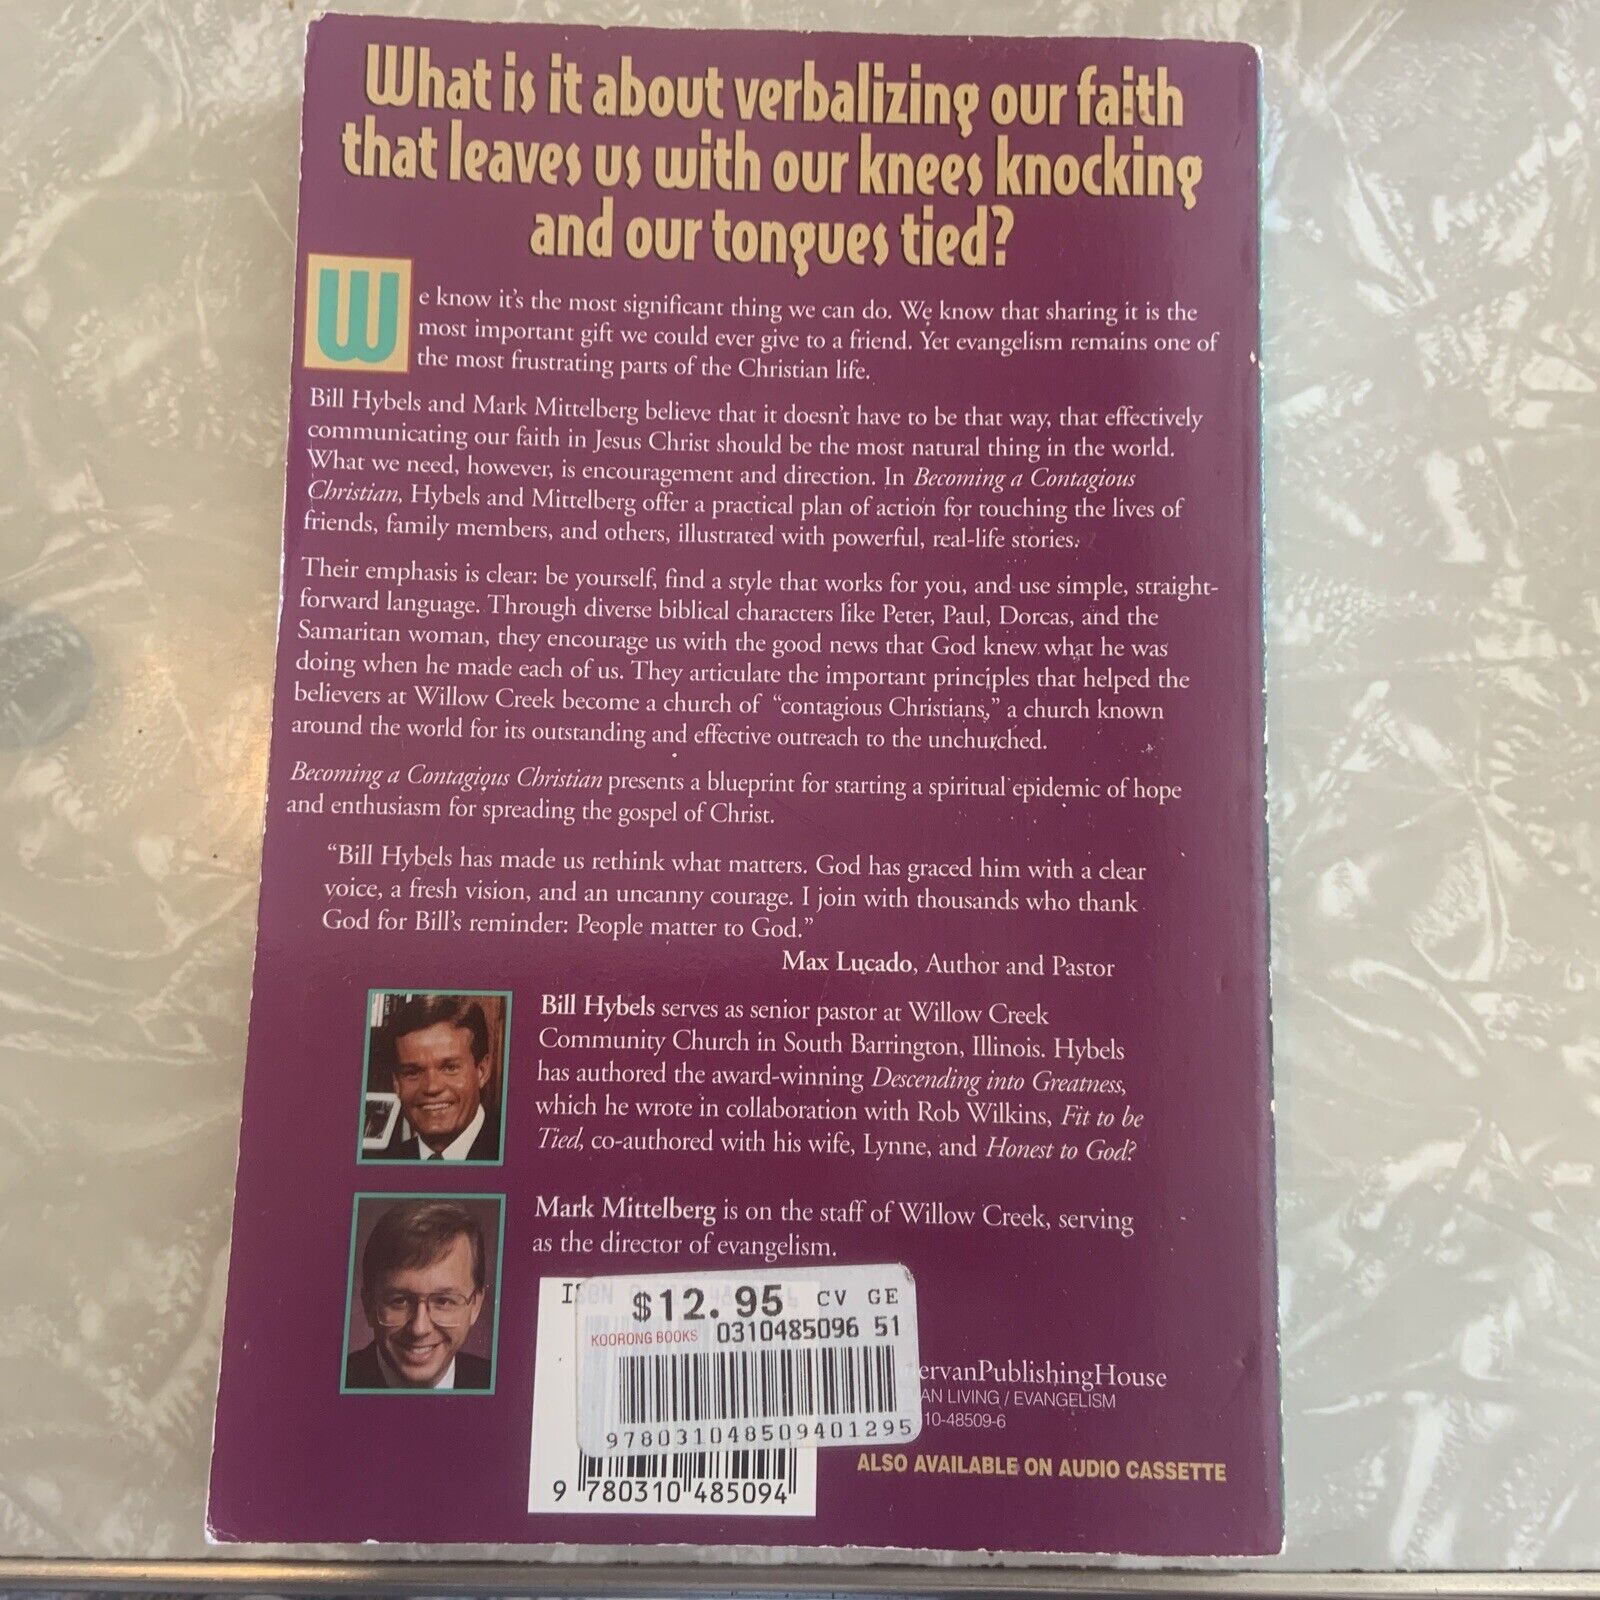 What is it about verbalizing our faith
that leaves us with our knees knocking
and our tongues tied?
We know it's the most significant thing we can do. We know that sharing it is the
most important gift we could ever give to a friend. Yet evangelism remains one of
the most frustrating parts of the Christian life.
Bill Hybels and Mark Mittelberg believe that it doesn't have to be that way, that effectively
communicating our faith in Jesus Christ should be the most natural thing in the world.
What we need, however, is encouragement and direction. In Becoming a Contagious
Christian, Hybels and Mittelberg offer a practical plan of action for touching the lives of
friends, family members, and others, illustrated with powerful, real-life stories.
Their emphasis is clear: be yourself, find a style that works for you, and use simple, straight-
forward language. Through diverse biblical characters like Peter, Paul, Dorcas, and the
Samaritan woman, they encourage us with the good news that God knew what he was
doing when he made each of us. They articulate the important principles that helped the
believers at Willow Creek become a church of “contagious Christians,” a church known
around the world for its outstanding and effective outreach to the unchurched.
Becoming a Contagious Christian presents a blueprint for starting a spiritual epidemic of hope
and enthusiasm for spreading the gospel of Christ.
“Bill Hybels has made us rethink what matters. God has graced him with a clear
voice, a fresh vision, and an uncanny courage. I join with thousands who thank
God for Bill's reminder: People matter to God.”
Max Lucado, Author and Pastor
Bill Hybels serves as senior pastor at Willow Creek
Community Church in South Barrington, Illinois. Hybels
has authored the award-winning Descending into Greatness,
which he wrote in collaboration with Rob Wilkins, Fit to be
Tied, co-authored with his wife, Lynne, and Honest to God?
Mark Mittelberg is on the staff of Willow Creek, serving
as the director of evangelism.
$12.95 CV GE
KOORONG BOOKS 0310485096 51
978031048509401295
ervanPublishingHouse
AN LIVING / EVANGELISM
10-48509-6
ALSO AVAILABLE ON AUDIO CASSETTE
9 780310 485094